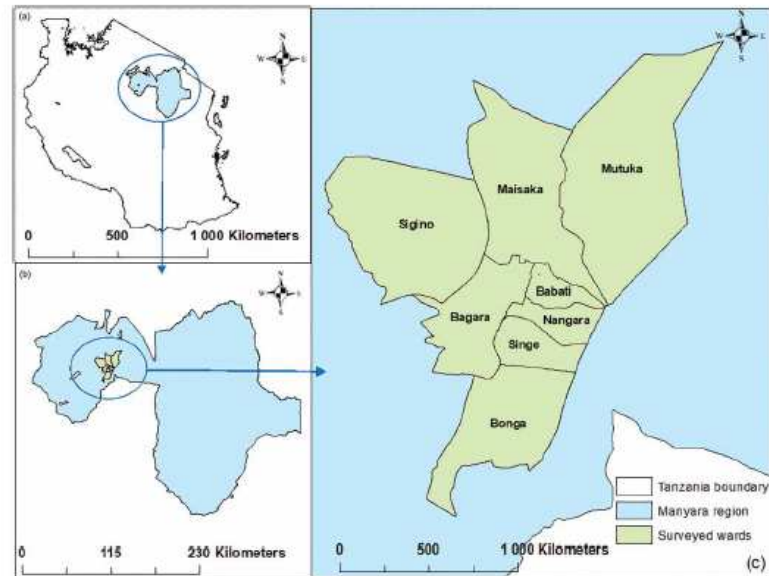 (a)
N
W E
S
0 500 1 000 Kilometers
(b)
N
W E
S
0 115 230 Kilometers
N
W E
S
Mutuka
Maisaka
Sigino
Babati
Bagara
Nangara
Singe
Bonga
Tanzania boundary
Manyara region
Surveyed wards
0 500 1 000 Kilometers
(c)